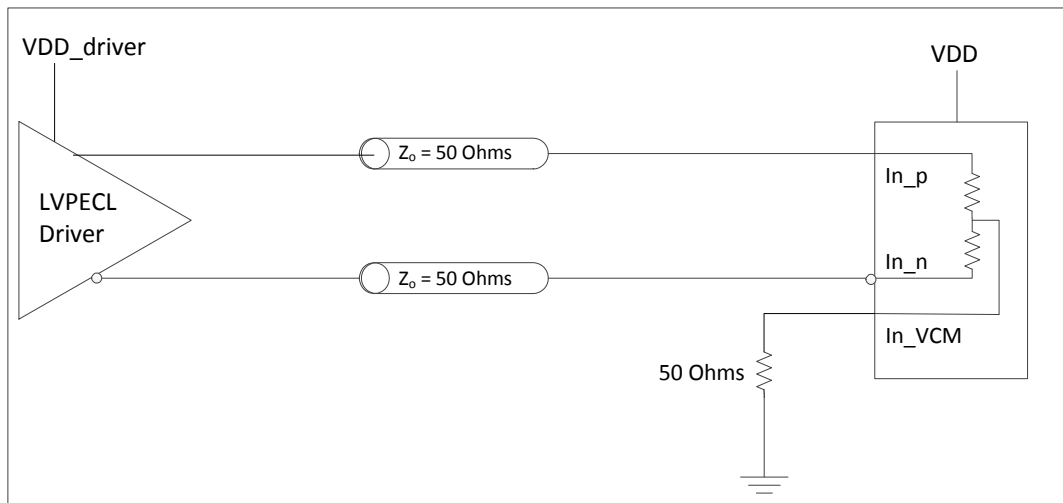 VDD_driver
VDD
Zₒ = 50 Ohms
In_p
LVPECL
Driver
In_n
Zₒ = 50 Ohms
In_VCM
50 Ohms